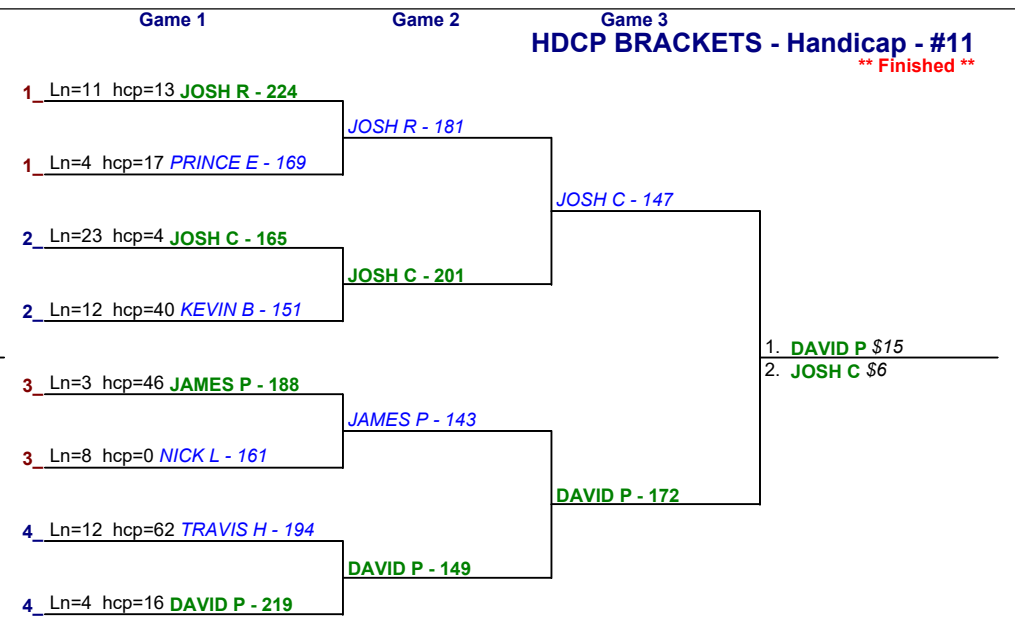 Game 1
Game 2
Game 3
HDCP BRACKETS - Handicap - #11
** Finished **
1_ Ln=11 hcp=13 JOSH R - 224
JOSH R - 181
1_ Ln=4 hcp=17 PRINCE E - 169
JOSH C - 147
2_ Ln=23 hcp=4 JOSH C - 165
JOSH C - 201
2_ Ln=12 hcp=40 KEVIN B - 151
1. DAVID P $15
2. JOSH C $6
3_ Ln=3 hcp=46 JAMES P - 188
JAMES P - 143
3_ Ln=8 hcp=0 NICK L - 161
DAVID P - 172
4_ Ln=12 hcp=62 TRAVIS H - 194
DAVID P - 149
4_ Ln=4 hcp=16 DAVID P - 219